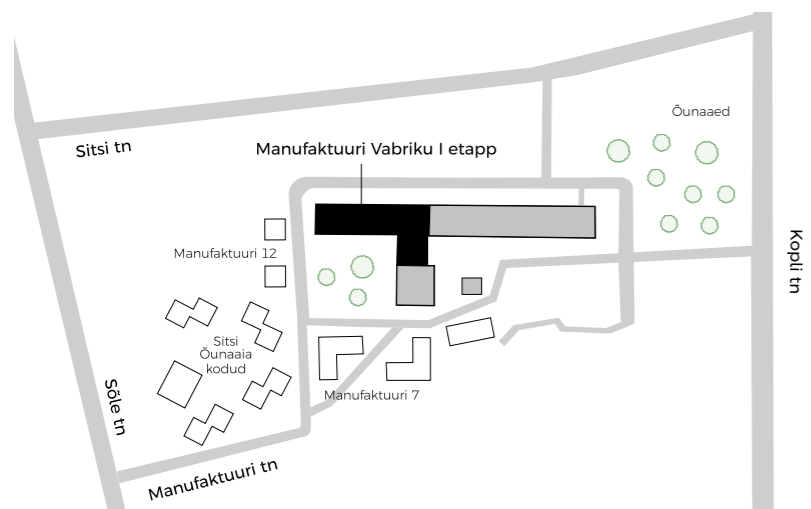 Õunaaed
Sitsi tn
Manufaktuuri Vabriku I etapp
Manufaktuuri 12
Kopli tn
Sitsi
Õunaaia
kodud
Sõle tn
Manufaktuuri 7
Manufaktuuri tn